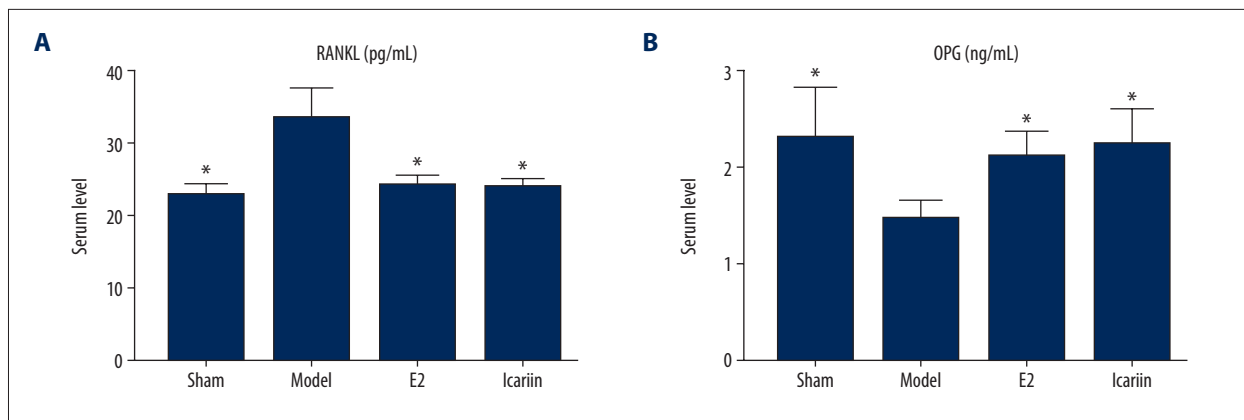 A
RANKL (pg/mL)
40
30
20
10
0
Serum level
*
*
*
Sham Model E2 Icariin
B
OPG (ng/mL)
3
2
1
0
Serum level
*
*
*
Sham Model E2 Icariin